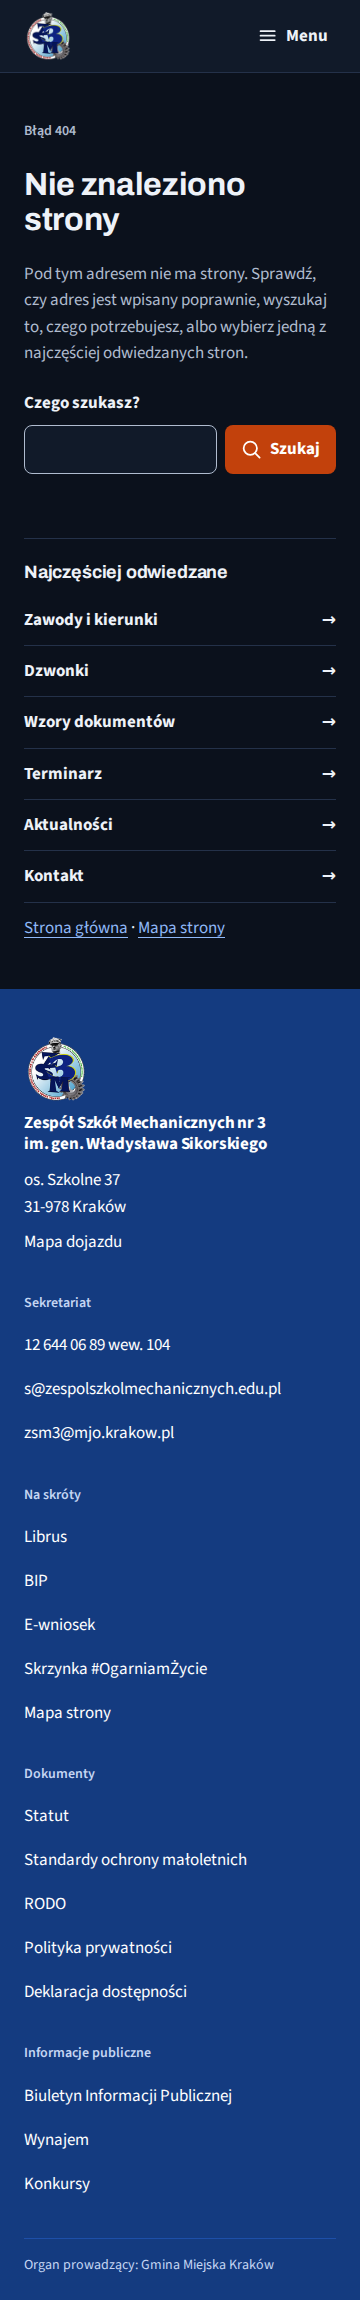 Menu
Błąd 404
Nie znaleziono
strony
Pod tym adresem nie ma strony. Sprawdź,
czy adres jest wpisany poprawnie, wyszukaj
to, czego potrzebujesz, albo wybierz jedną z
najczęściej odwiedzanych stron.
Czego szukasz?
Szukaj
Najczęściej odwiedzane
Zawody i kierunki →
Dzwonki →
Wzory dokumentów →
Terminarz →
Aktualności →
Kontakt →
Strona główna · Mapa strony
Zespół Szkół Mechanicznych nr 3
im. gen. Władysława Sikorskiego
os. Szkolne 37
31-978 Kraków
Mapa dojazdu
Sekretariat
12 644 06 89 wew. 104
s@zespolszkolmechanicznych.edu.pl
zsm3@mjo.krakow.pl
Na skróty
Librus
BIP
E-wniosek
Skrzynka #OgarniamŻycie
Mapa strony
Dokumenty
Statut
Standardy ochrony małoletnich
RODO
Polityka prywatności
Deklaracja dostępności
Informacje publiczne
Biuletyn Informacji Publicznej
Wynajem
Konkursy
Organ prowadzący: Gmina Miejska Kraków